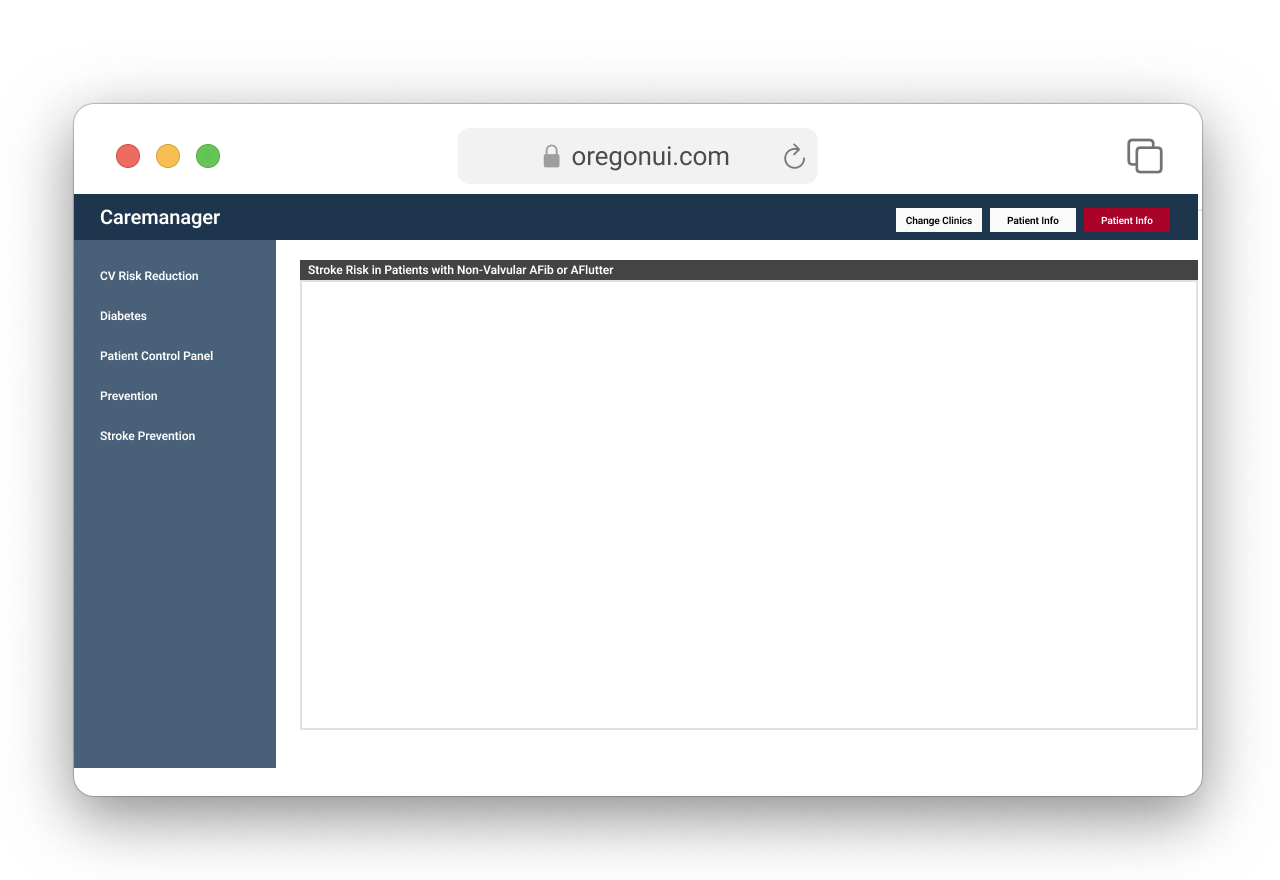 oregonui.com
Caremanager
Change Clinics
Patient Info
Patient Info
CV Risk Reduction
Diabetes
Patient Control Panel
Prevention
Stroke Prevention
Stroke Risk in Patients with Non-Valvular AFib or AFlutter